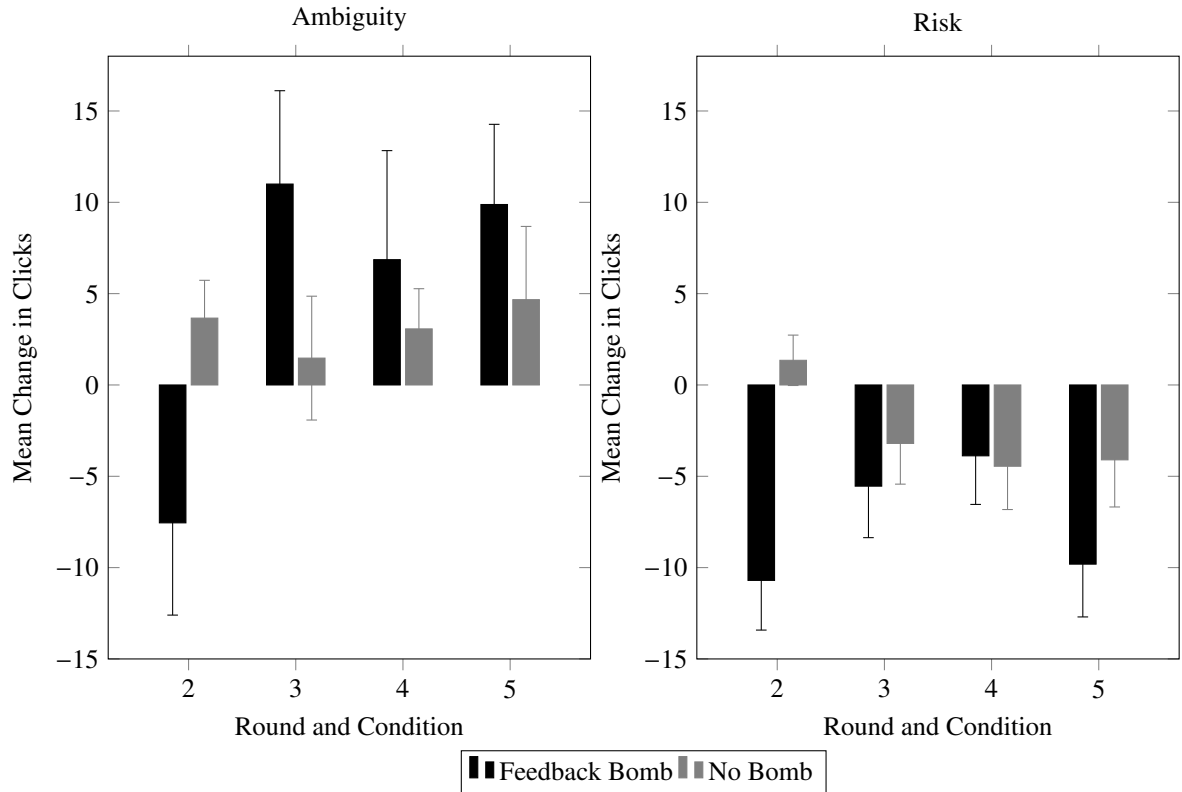 Ambiguity
15
10
5
0
−5
−10
−15
2 3 4 5
Mean Change in Clicks
Round and Condition
Risk
15
10
5
0
−5
−10
−15
2 3 4 5
Mean Change in Clicks
Round and Condition
Feedback Bomb No Bomb